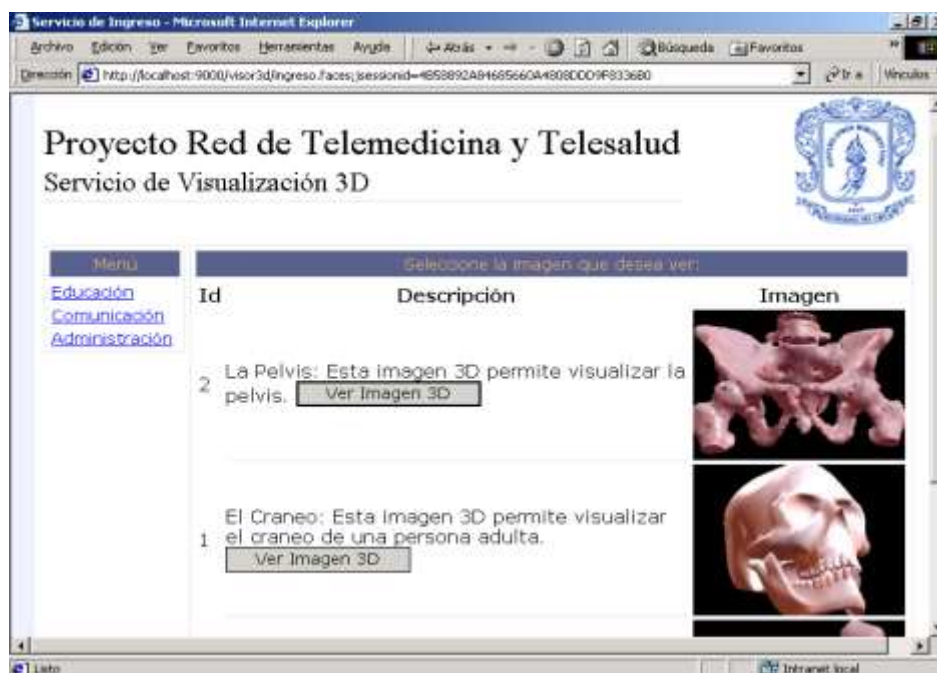 Servicio de Ingreso - Microsoft Internet Explorer
Archivo Edición Ver Favoritos Herramientas Ayuda Atrás Búsqueda Favoritos
Dirección http://localhost:9000/visor3d/ingreso.faces;jsessionid= Ir a Vínculos
Proyecto Red de Telemedicina y Telesalud
Servicio de Visualización 3D
Menú
Educación
Comunicación
Administración
Seleccione la imagen que desea ver:
Id Descripción Imagen
2 La Pelvis: Esta imagen 3D permite visualizar la
pelvis. Ver Imagen 3D
El Craneo: Esta imagen 3D permite visualizar
1 el craneo de una persona adulta.
Ver Imagen 3D
Listo Intranet local